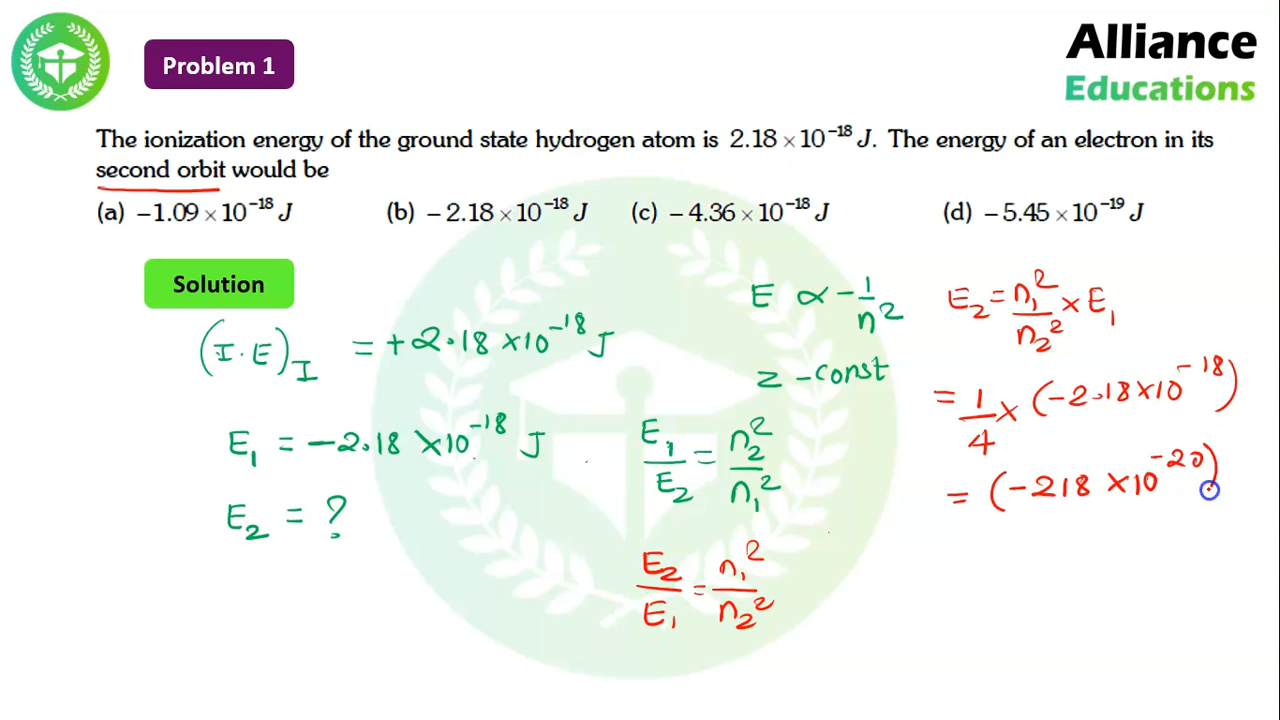 Problem 1
Alliance
Educations
The ionization energy of the ground state hydrogen atom is 2.18 × 10⁻¹⁸ J. The energy of an electron in its
second orbit would be
(a) −1.09 × 10⁻¹⁸ J (b) − 2.18 × 10⁻¹⁸ J (c) − 4.36 × 10⁻¹⁸ J (d) − 5.45 × 10⁻¹⁹ J
Solution
(I.E)_I = +2.18 × 10⁻¹⁸ J
E₁ = −2.18 × 10⁻¹⁸ J
E₂ = ?
E ∝ −1/n²
z − const
E₁/E₂ = n₂²/n₁²
E₂/E₁ = n₁²/n₂²
E₂ = n₁²/n₂² × E₁
= 1/4 × (−2.18 × 10⁻¹⁸)
= (−218 × 10⁻²⁰)